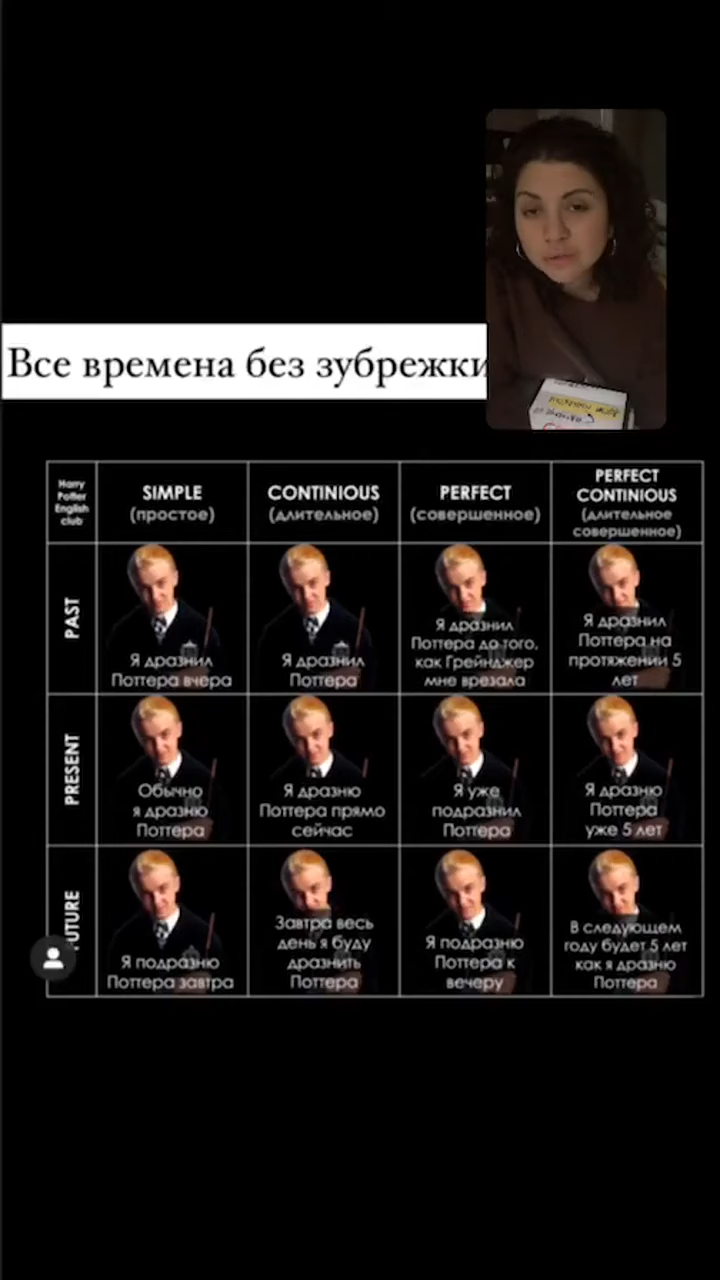 Все времена без зубрежки
Harry
Potter
English
club
SIMPLE
(простое)
CONTINIOUS
(длительное)
PERFECT
(совершенное)
PERFECT
CONTINIOUS
(длительное
совершенное)
PAST
Я дразнил
Поттера вчера
Я дразнил
Поттера
Я дразнил
Поттера до того,
как Грейнджер
мне врезала
Я дразнил
Поттера на
протяжении 5
лет
PRESENT
Обычно
я дразню
Поттера
Я дразню
Поттера прямо
сейчас
Я уже
подразнил
Поттера
Я дразню
Поттера
уже 5 лет
FUTURE
Я подразню
Поттера завтра
Завтра весь
день я буду
дразнить
Поттера
Я подразню
Поттера к
вечеру
В следующем
году будет 5 лет
как я дразню
Поттера